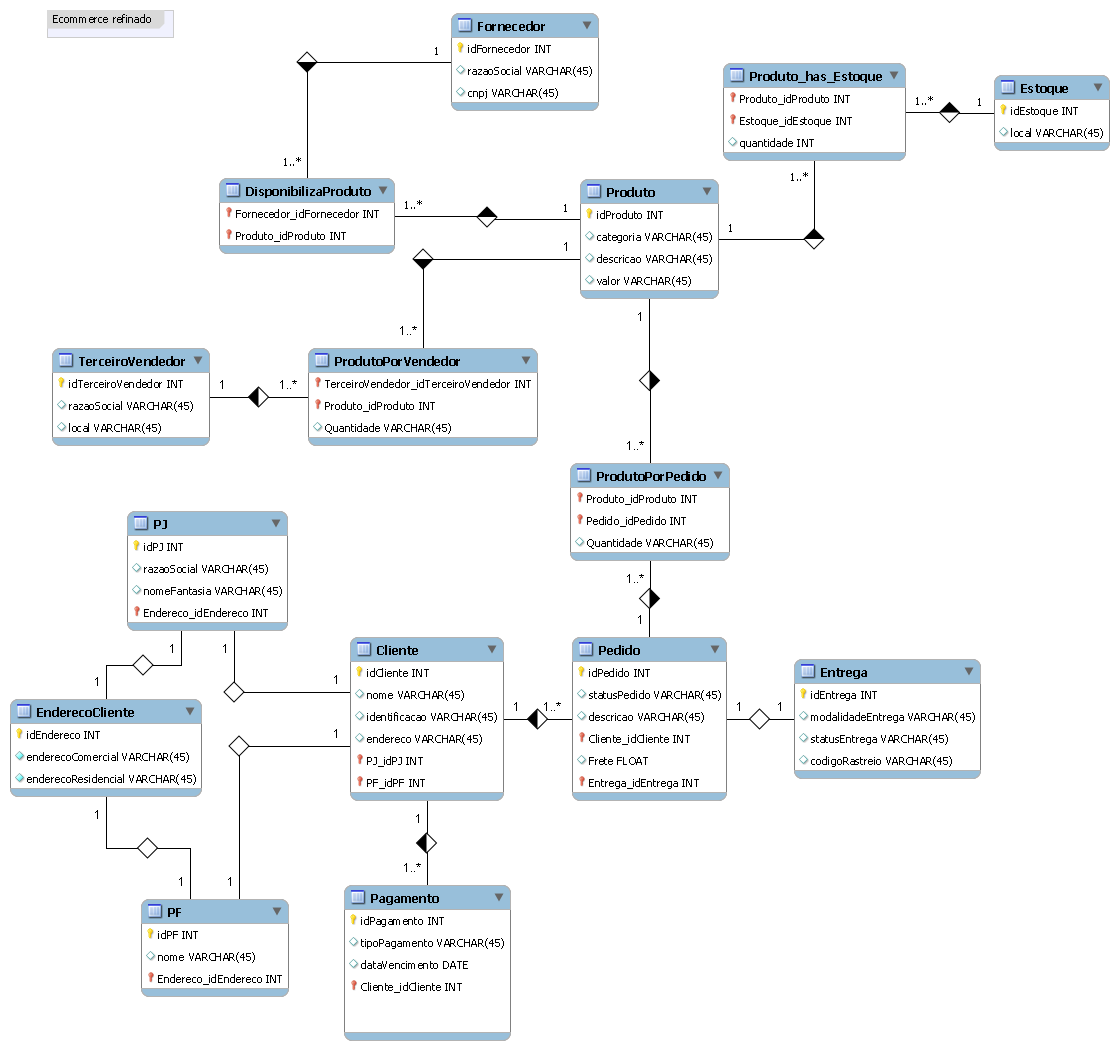 Ecommerce refinado
Fornecedor
idFornecedor INT
razaoSocial VARCHAR(45)
cnpj VARCHAR(45)
1
1..*
Produto_has_Estoque
Produto_idProduto INT
Estoque_idEstoque INT
quantidade INT
1..*
1
Estoque
idEstoque INT
local VARCHAR(45)
1..*
1
DisponibilizaProduto
Fornecedor_idFornecedor INT
Produto_idProduto INT
1..*
1
Produto
idProduto INT
categoria VARCHAR(45)
descricao VARCHAR(45)
valor VARCHAR(45)
1
1..*
1
1..*
TerceiroVendedor
idTerceiroVendedor INT
razaoSocial VARCHAR(45)
local VARCHAR(45)
1
1..*
ProdutoPorVendedor
TerceiroVendedor_idTerceiroVendedor INT
Produto_idProduto INT
Quantidade VARCHAR(45)
ProdutoPorPedido
Produto_idProduto INT
Pedido_idPedido INT
Quantidade VARCHAR(45)
1..*
1
PJ
idPJ INT
razaoSocial VARCHAR(45)
nomeFantasia VARCHAR(45)
Endereco_idEndereco INT
1
1
1
1
EnderecoCliente
idEndereco INT
enderecoComercial VARCHAR(45)
enderecoResidencial VARCHAR(45)
1
1
Cliente
idCliente INT
nome VARCHAR(45)
identificacao VARCHAR(45)
endereco VARCHAR(45)
PJ_idPJ INT
PF_idPF INT
1
1
1
1..*
Pedido
idPedido INT
statusPedido VARCHAR(45)
descricao VARCHAR(45)
Cliente_idCliente INT
Frete FLOAT
Entrega_idEntrega INT
1
1
Entrega
idEntrega INT
modalidadeEntrega VARCHAR(45)
statusEntrega VARCHAR(45)
codigoRastreio VARCHAR(45)
1
1..*
PF
idPF INT
nome VARCHAR(45)
Endereco_idEndereco INT
Pagamento
idPagamento INT
tipoPagamento VARCHAR(45)
dataVencimento DATE
Cliente_idCliente INT